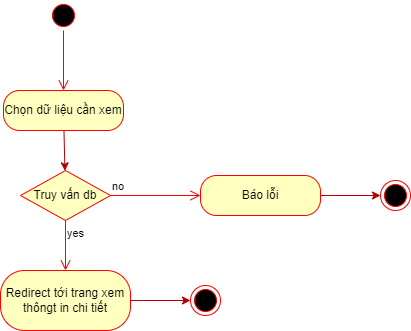 Chọn dữ liệu cần xem
Truy vấn db
no
Báo lỗi
yes
Redirect tới trang xem
thôngt in chi tiết